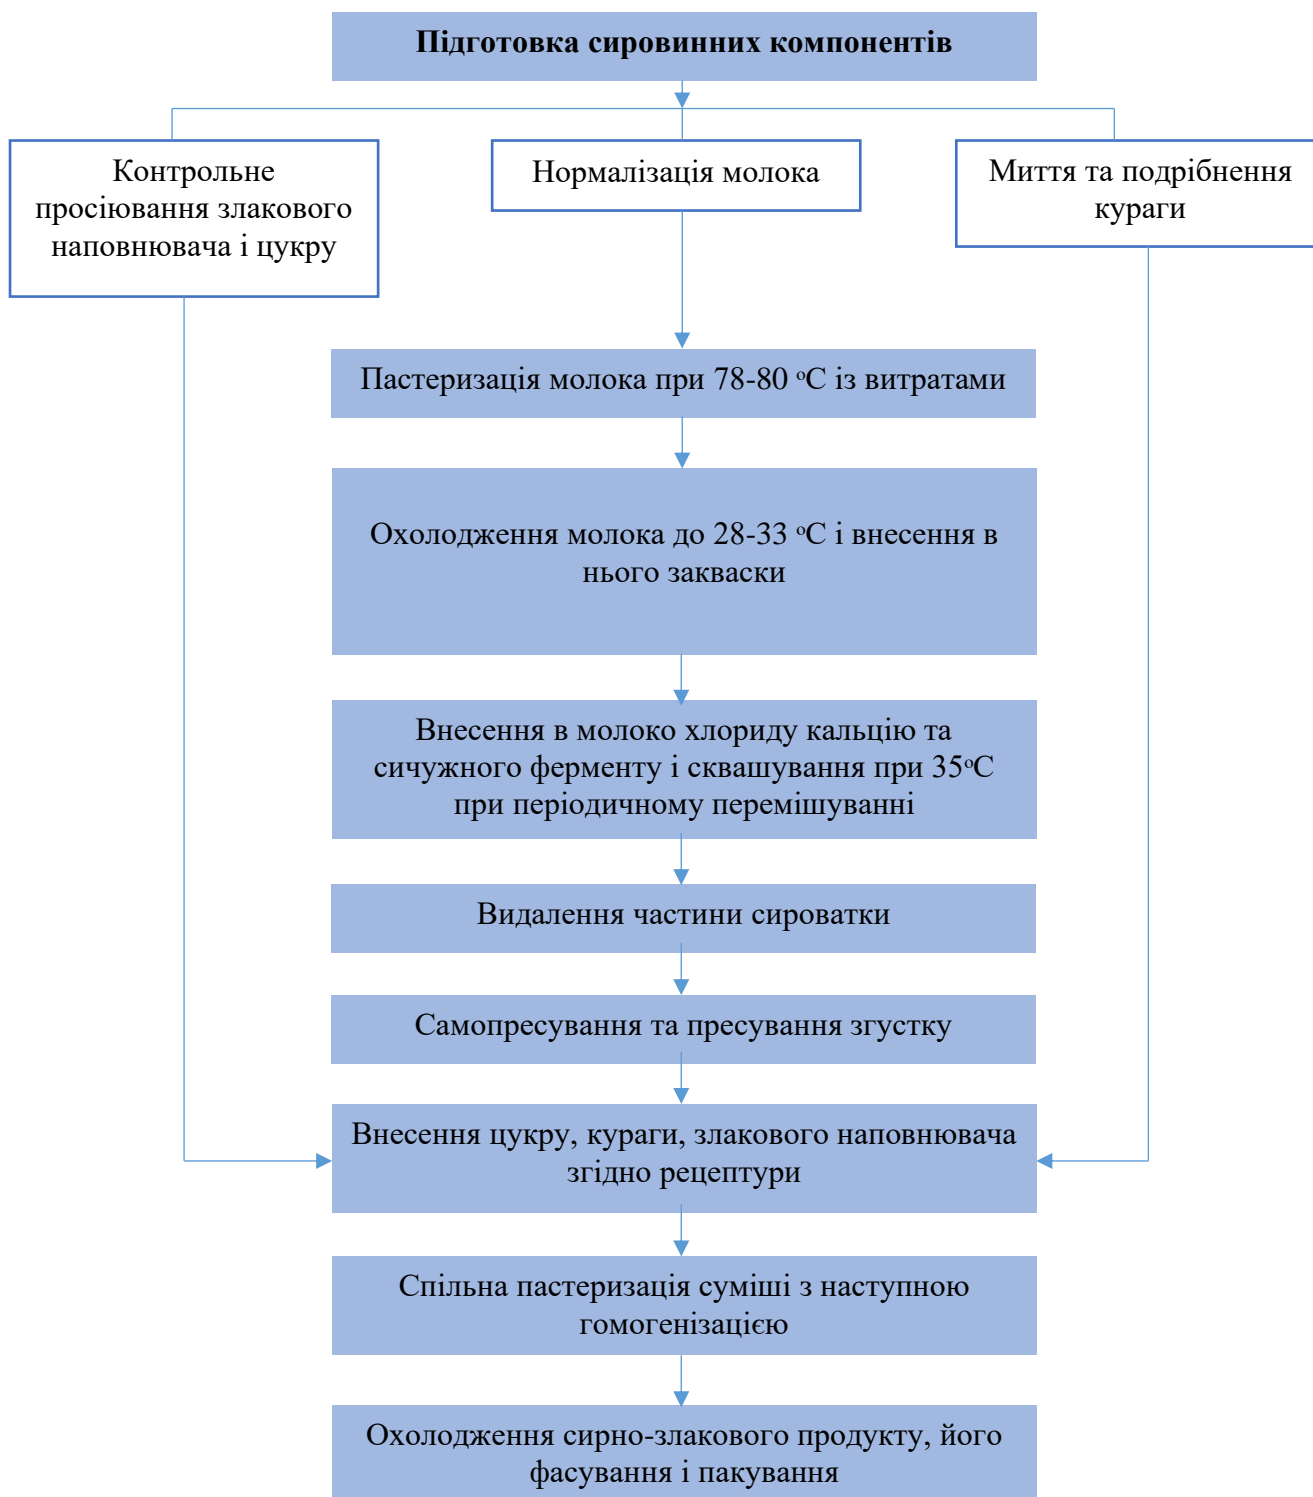 Підготовка сировинних компонентів
Контрольне
просіювання злакового
наповнювача і цукру
Нормалізація молока
Миття та подрібнення
кураги
Пастеризація молока при 78-80 ᵒС із витратами
Охолодження молока до 28-33 ᵒС і внесення в
нього закваски
Внесення в молоко хлориду кальцію та
сичужного ферменту і сквашування при 35ᵒС
при періодичному перемішуванні
Видалення частини сироватки
Самопресування та пресування згустку
Внесення цукру, кураги, злакового наповнювача
згідно рецептури
Спільна пастеризація суміші з наступною
гомогенізацією
Охолодження сирно-злакового продукту, його
фасування і пакування